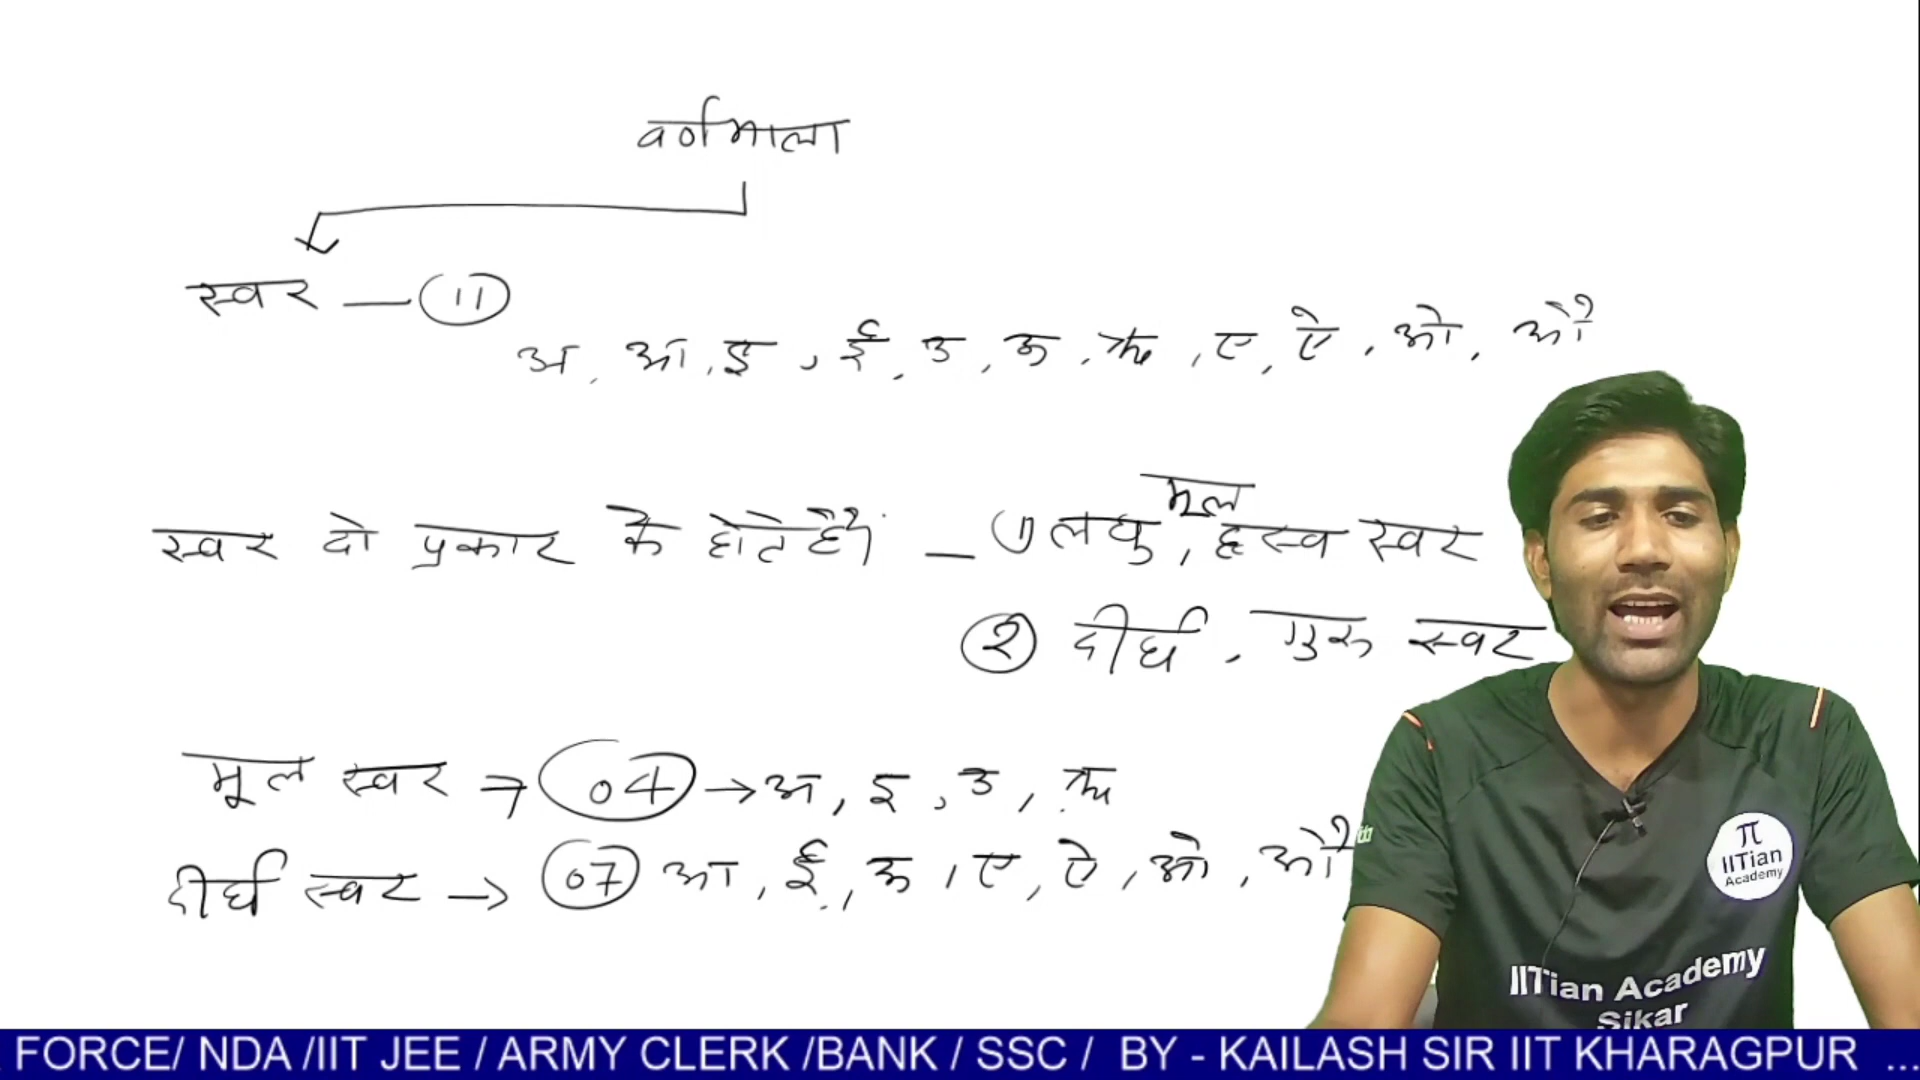 वर्णमाला
स्वर — 11
अ, आ, इ, ई, उ, ऊ, ऋ, ए, ऐ, ओ, औ
मूल
स्वर दो प्रकार के होते हैं। – 1) लघु, हृस्व स्वर
2 दीर्घ, गुरु स्वर
मूल स्वर ⇒ 04 → अ, इ, उ, ऋ
दीर्घ स्वर → 07 आ, ई, ऊ, ए, ऐ, ओ, औ
π
IITian
Academy
IITian Academy
Sikar
FORCE/ NDA /IIT JEE / ARMY CLERK /BANK / SSC / BY - KAILASH SIR IIT KHARAGPUR ...